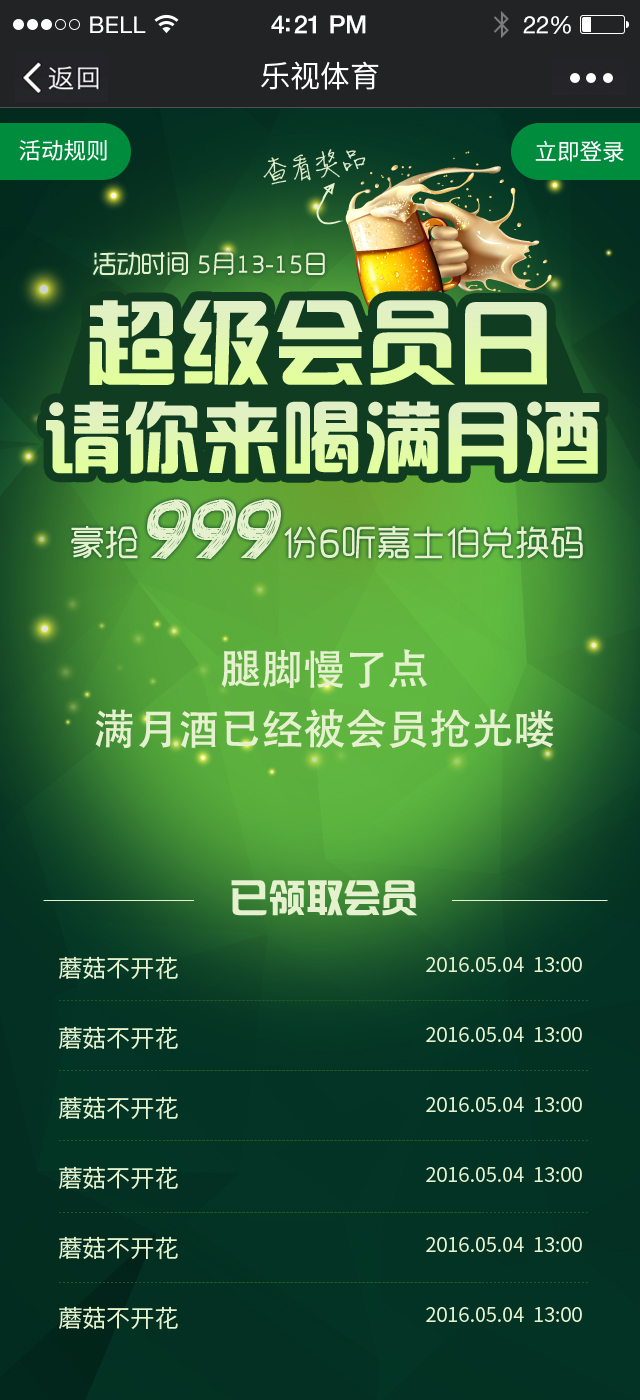 BELL 4:21 PM 22%
返回 乐视体育
活动规则 立即登录
查看奖品
活动时间 5月13-15日
超级会员日
请你来喝满月酒
豪抢999份6听嘉士伯兑换码
腿脚慢了点
满月酒已经被会员抢光喽
已领取会员
蘑菇不开花 2016.05.04 13:00
蘑菇不开花 2016.05.04 13:00
蘑菇不开花 2016.05.04 13:00
蘑菇不开花 2016.05.04 13:00
蘑菇不开花 2016.05.04 13:00
蘑菇不开花 2016.05.04 13:00